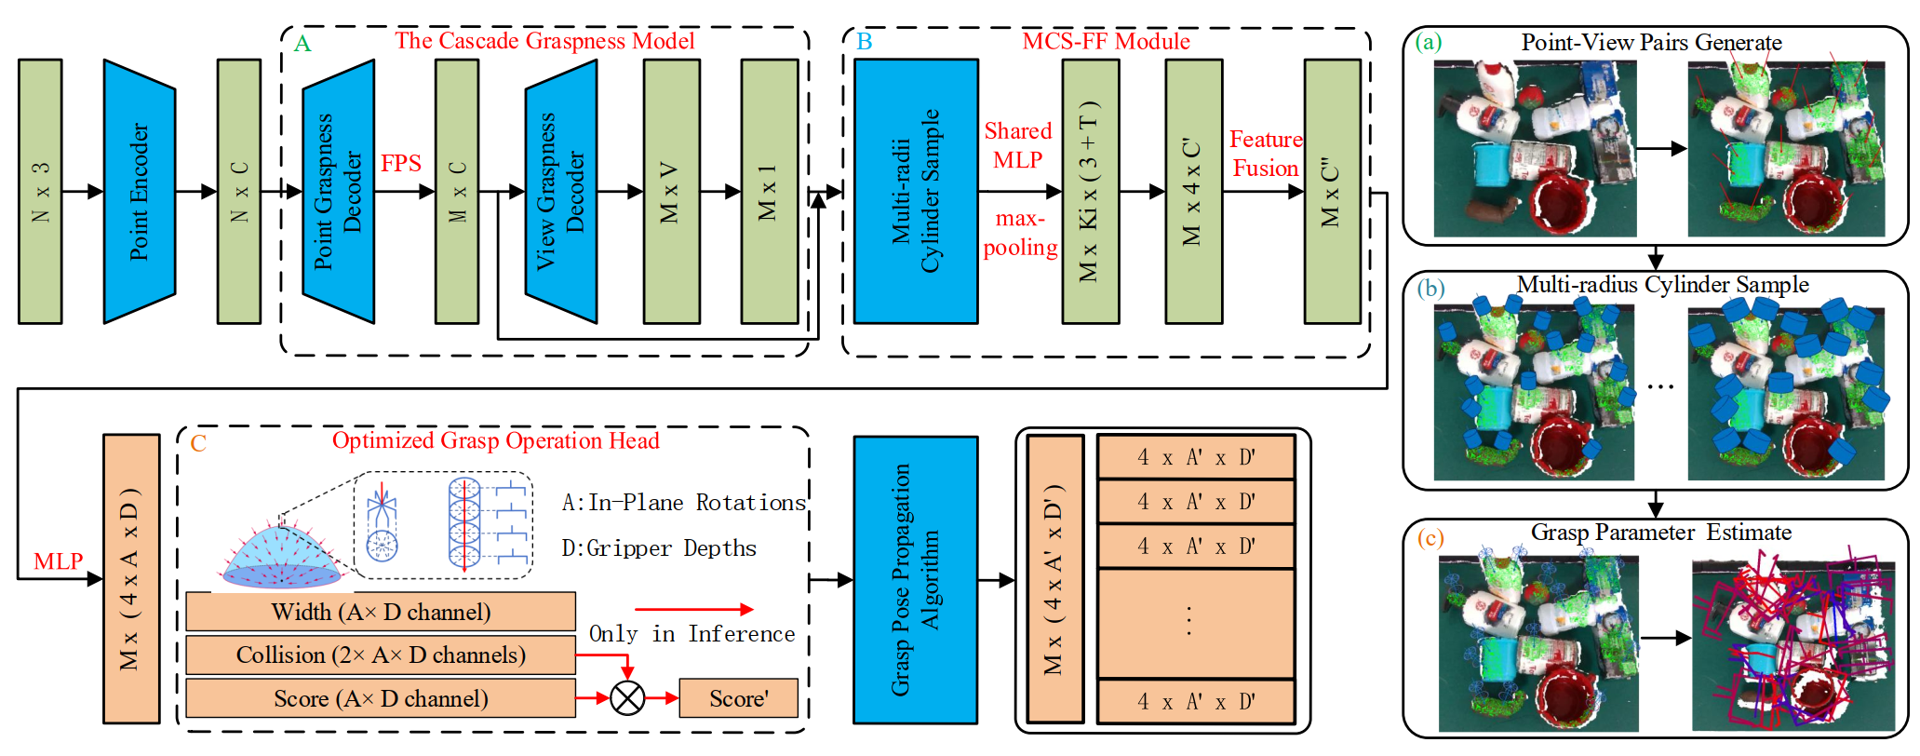 A
The Cascade Graspness Model
N x 3
Point Encoder
N x C
Point Graspness
Decoder
FPS
M x C
View Graspness
Decoder
M x V
M x 1
B
MCS-FF Module
Multi-radii
Cylinder Sample
Shared
MLP
max-
pooling
M x Ki x ( 3 + T )
M x 4 x C'
Feature
Fusion
M x C"
MLP
M x ( 4 x A x D )
C
Optimized Grasp Operation Head
A:In-Plane Rotations
D:Gripper Depths
Width (A× D channel)
Collision (2× A× D channels)
Score (A× D channel)
Only in Inference
Score'
Grasp Pose Propagation
Algorithm
M x ( 4 x A' x D' )
4 x A' x D'
4 x A' x D'
4 x A' x D'
⋮
4 x A' x D'
(a)
Point-View Pairs Generate
(b)
Multi-radius Cylinder Sample
...
(c)
Grasp Parameter Estimate